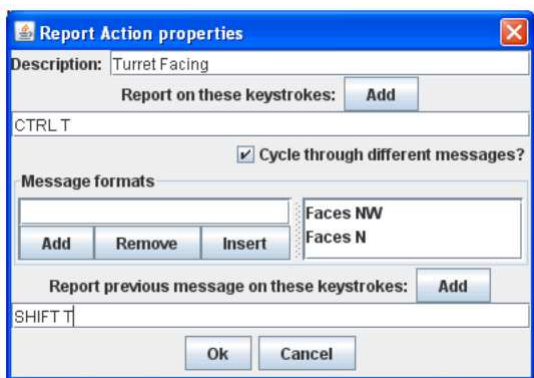 Report Action properties
Description: Turret Facing
Report on these keystrokes: Add
CTRL T
Cycle through different messages?
Message formats
Faces NW
Add Remove Insert Faces N
Report previous message on these keystrokes: Add
SHIFT T
Ok Cancel